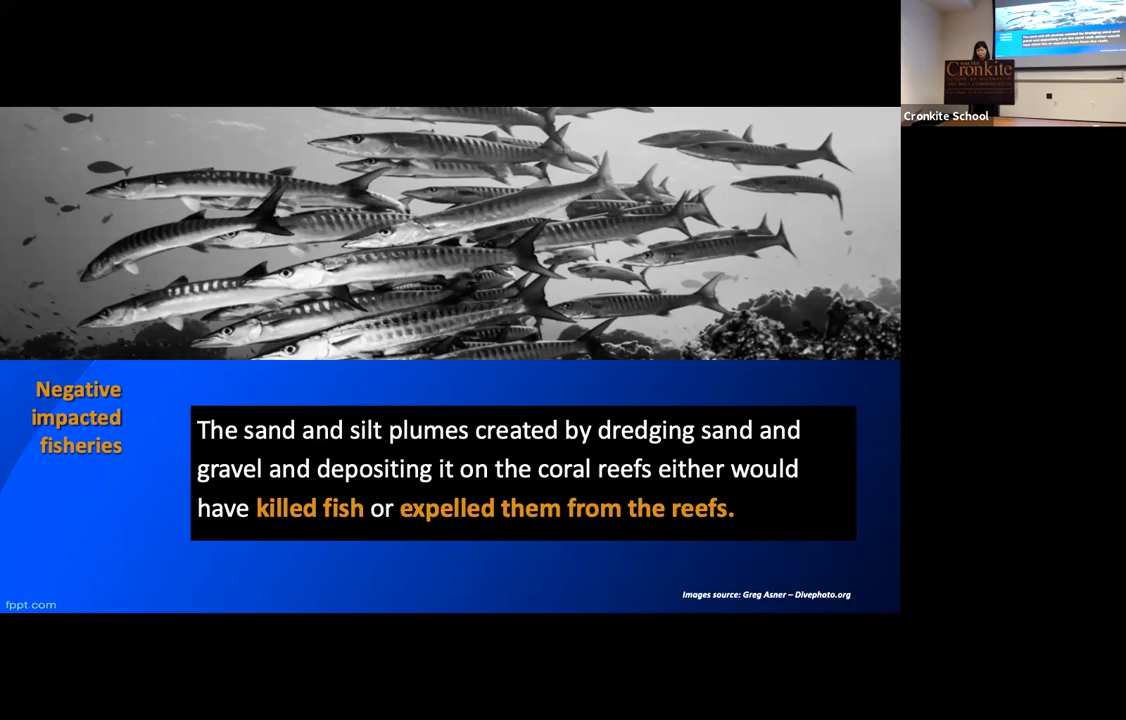 Negative
impacted
fisheries
The sand and silt plumes created by dredging sand and
gravel and depositing it on the coral reefs either would
have killed fish or expelled them from the reefs.
Images source: Greg Asner – Divephoto.org
fppt.com
Cronkite
Cronkite School